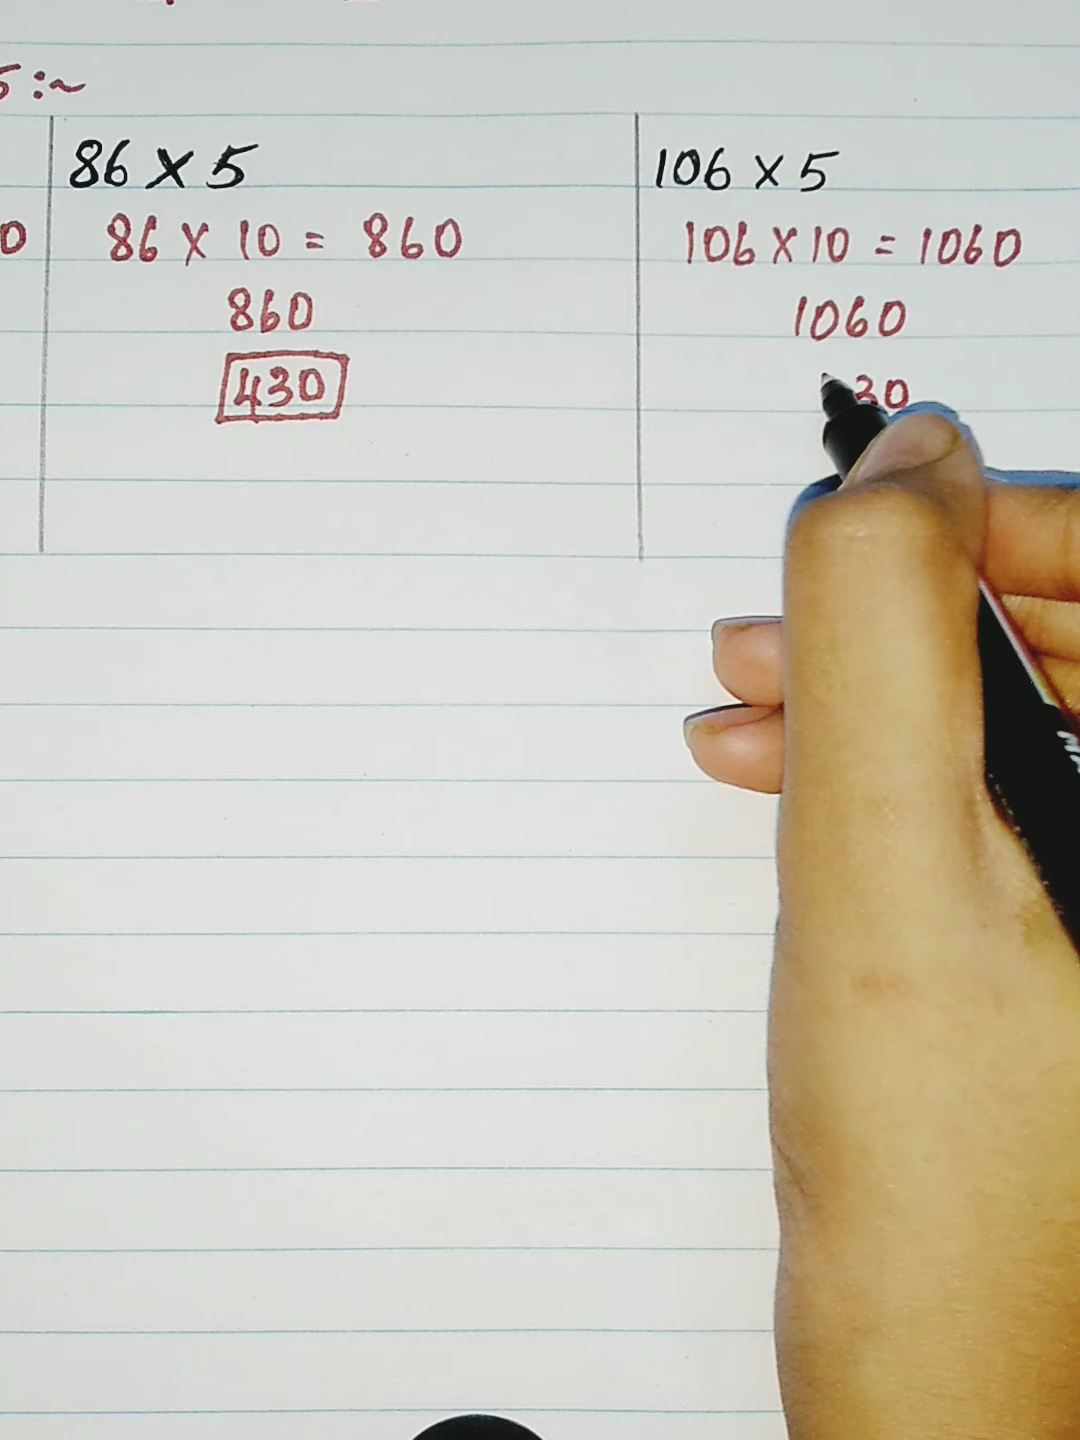 5 :~
86 × 5
86 × 10 = 860
860
430
0
106 × 5
106 × 10 = 1060
1060
30